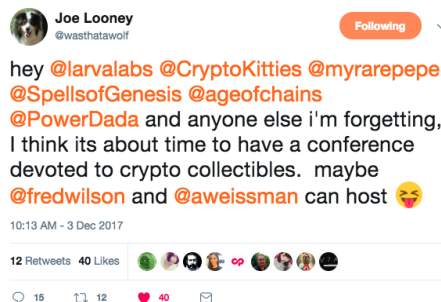 Joe Looney
@wasthatawolf
Following
hey @larvalabs @CryptoKitties @myrarepepe
@SpellsofGenesis @ageofchains
@PowerDada and anyone else i'm forgetting,
I think its about time to have a conference
devoted to crypto collectibles. maybe
@fredwilson and @aweissman can host 😝
10:13 AM - 3 Dec 2017
12 Retweets 40 Likes
15 12 40